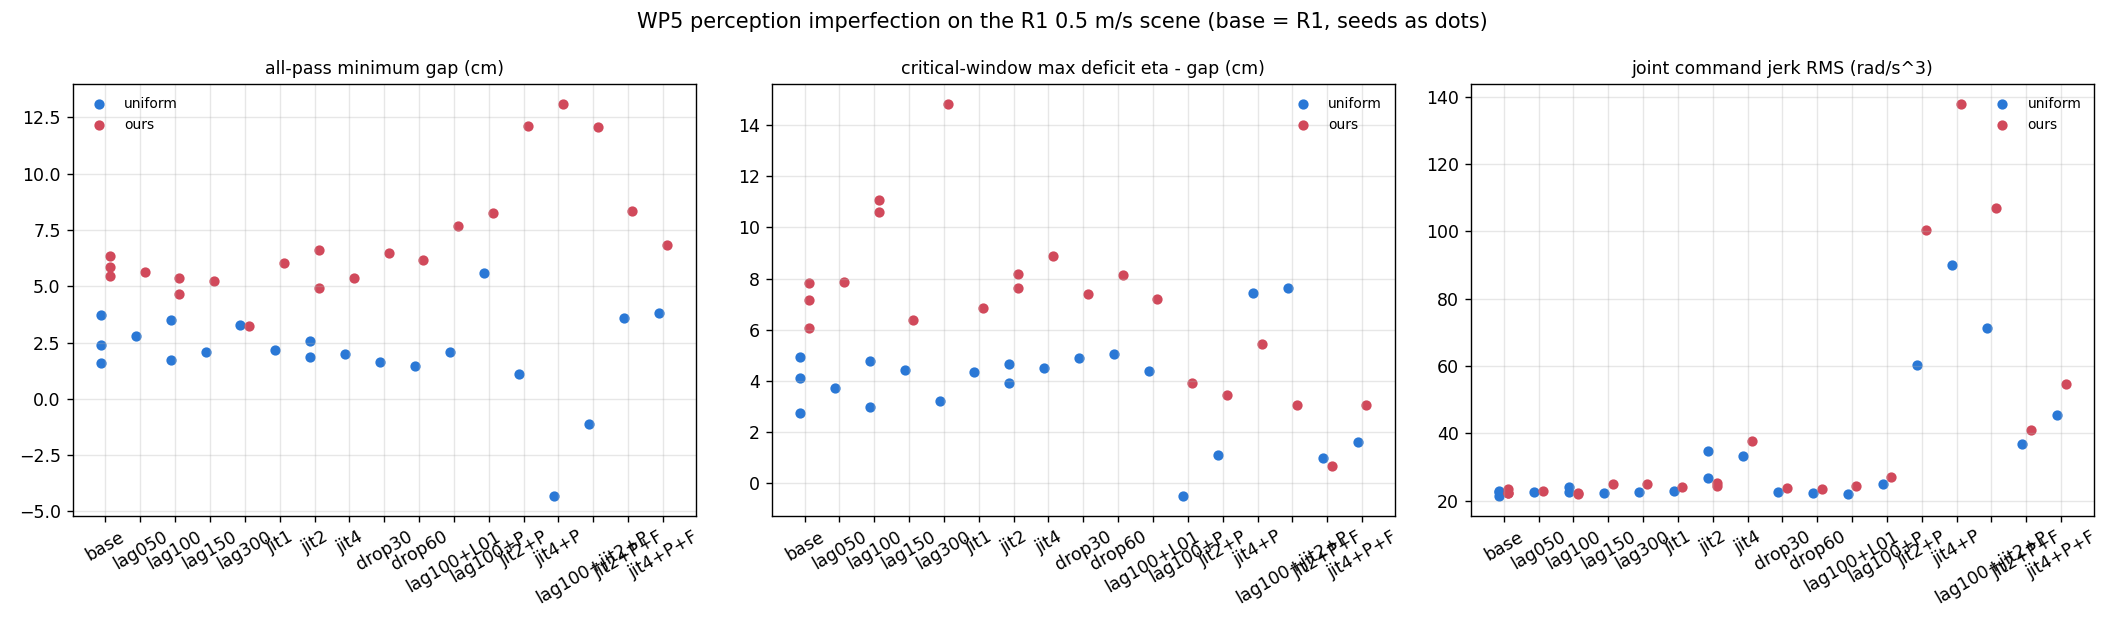 WP5 perception imperfection on the R1 0.5 m/s scene (base = R1, seeds as dots)
all-pass minimum gap (cm)
uniform
ours
12.5
10.0
7.5
5.0
2.5
0.0
−2.5
−5.0
base
lag050
lag100
lag150
lag300
jit1
jit2
jit4
drop30
drop60
lag100+L01
lag100+P
jit2+P
jit4+P
jit2+P+F
jit4+P+F
critical-window max deficit eta - gap (cm)
uniform
ours
14
12
10
8
6
4
2
0
base
lag050
lag100
lag150
lag300
jit1
jit2
jit4
drop30
drop60
lag100+L01
lag100+P
jit2+P
jit4+P
jit2+P+F
jit4+P+F
joint command jerk RMS (rad/s^3)
uniform
ours
140
120
100
80
60
40
20
base
lag050
lag100
lag150
lag300
jit1
jit2
jit4
drop30
drop60
lag100+L01
lag100+P
jit2+P
jit4+P
jit2+P+F
jit4+P+F